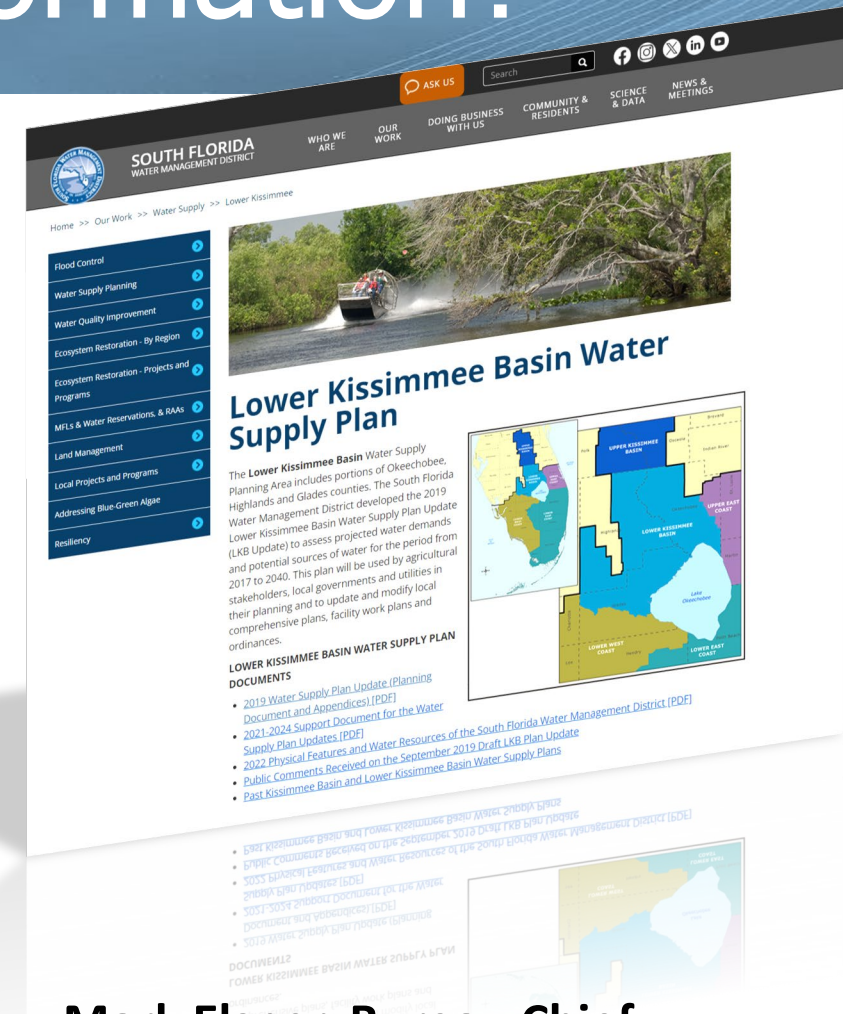 ormation?
ASK US
Search
SOUTH FLORIDA
WATER MANAGEMENT DISTRICT
WHO WE
ARE
OUR
WORK
DOING BUSINESS
WITH US
COMMUNITY &
RESIDENTS
SCIENCE
& DATA
NEWS &
MEETINGS
Home >> Our Work >> Water Supply >> Lower Kissimmee
Flood Control
Water Supply Planning
Water Quality Improvement
Ecosystem Restoration - By Region
Ecosystem Restoration - Projects and
Programs
MFLs & Water Reservations, & RAAs
Land Management
Local Projects and Programs
Addressing Blue-Green Algae
Resiliency
Lower Kissimmee Basin Water
Supply Plan
The Lower Kissimmee Basin Water Supply
Planning Area includes portions of Okeechobee,
Highlands and Glades counties. The South Florida
Water Management District developed the 2019
Lower Kissimmee Basin Water Supply Plan Update
(LKB Update) to assess projected water demands
and potential sources of water for the period from
2017 to 2040. This plan will be used by agricultural
stakeholders, local governments and utilities in
their planning and to update and modify local
comprehensive plans, facility work plans and
ordinances.
UPPER KISSIMMEE
BASIN
Indian River
UPPER EAST
COAST
LOWER KISSIMMEE
BASIN
Lake
Okeechobee
LOWER WEST
COAST
LOWER EAST
COAST
LOWER KISSIMMEE BASIN WATER SUPPLY PLAN
DOCUMENTS
• 2019 Water Supply Plan Update (Planning
Document and Appendices) [PDF]
• 2021-2024 Support Document for the Water
Supply Plan Updates [PDF]
• 2022 Physical Features and Water Resources of the South Florida Water Management District [PDF]
• Public Comments Received on the September 2019 Draft LKB Plan Update
• Past Kissimmee Basin and Lower Kissimmee Basin Water Supply Plans